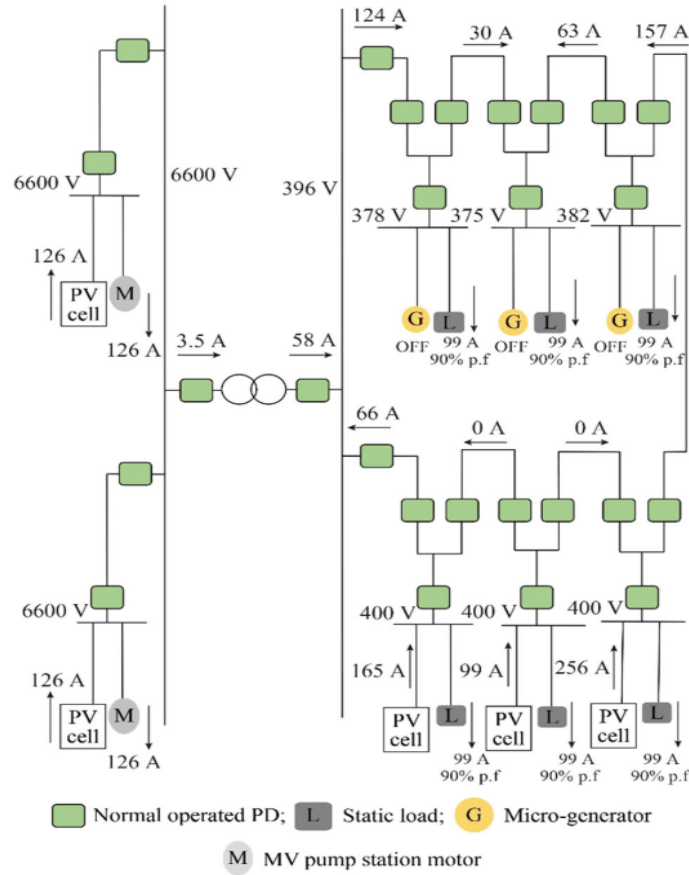 124 A
30 A
63 A
157 A
6600 V
6600 V
396 V
378 V
375 V
382 V
126 A
PV
cell
M
126 A
G
L
G
L
G
L
OFF
99 A
90% p.f
OFF
99 A
90% p.f
OFF
99 A
90% p.f
3.5 A
58 A
66 A
0 A
0 A
6600 V
400 V
400 V
400 V
126 A
165 A
99 A
256 A
PV
cell
M
126 A
PV
cell
L
PV
cell
L
PV
cell
L
99 A
90% p.f
99 A
90% p.f
99 A
90% p.f
Normal operated PD;
L
Static load;
G
Micro-generator
M
MV pump station motor